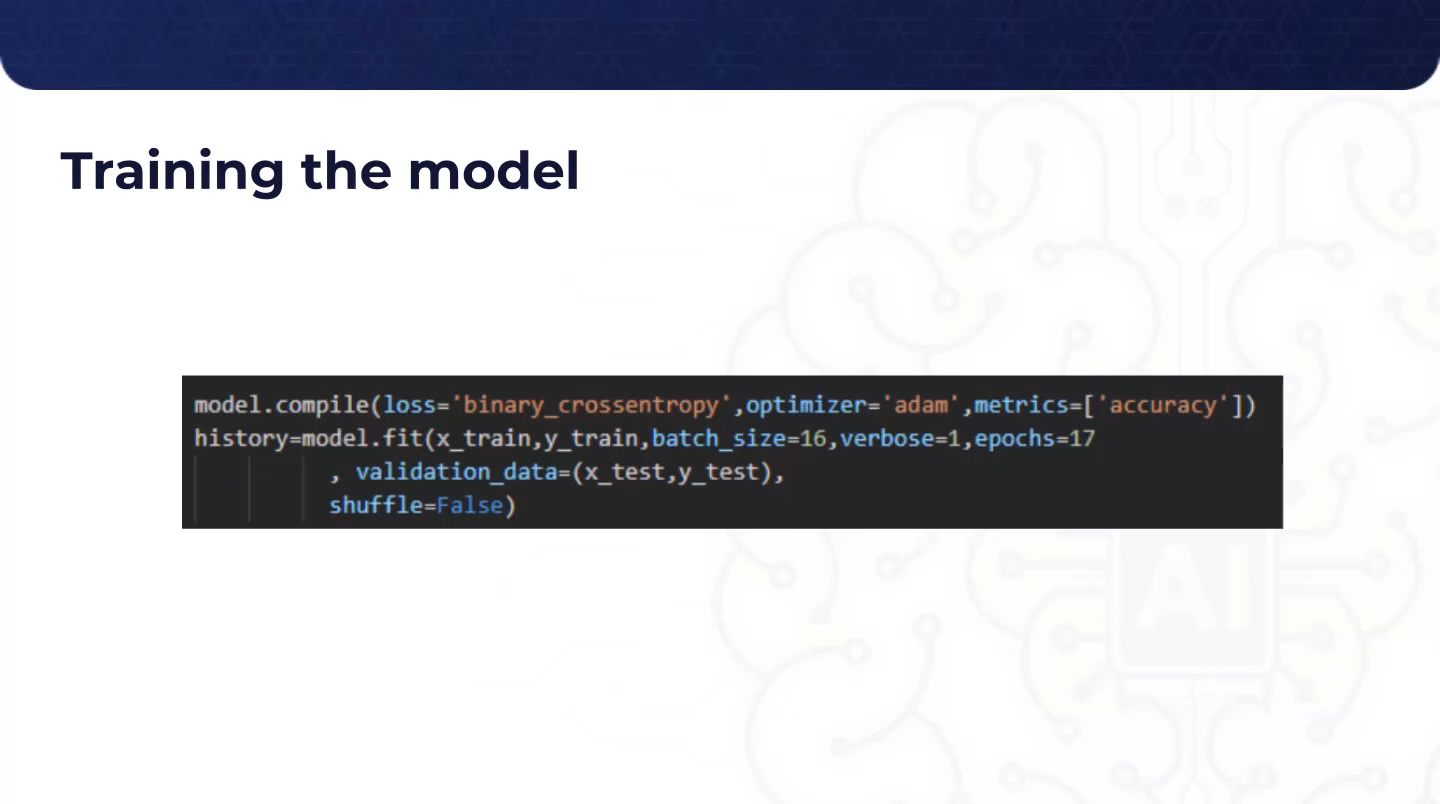 Training the model
model.compile(loss='binary_crossentropy',optimizer='adam',metrics=['accuracy'])
history=model.fit(x_train,y_train,batch_size=16,verbose=1,epochs=17
, validation_data=(x_test,y_test),
shuffle=False)
AI